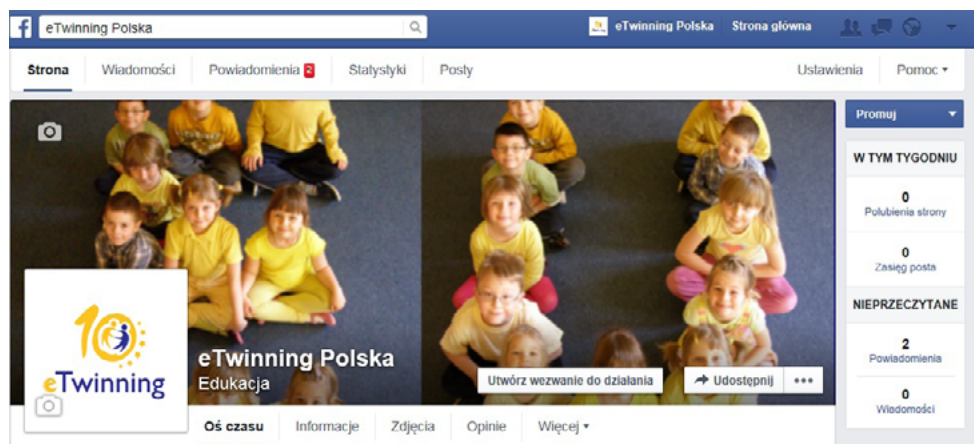 eTwinning Polska
eTwinning Polska Strona główna
Strona Wiadomości Powiadomienia 2 Statystyki Posty Ustawienia Pomoc
Promuj
W TYM TYGODNIU
0
Polubienia strony
0
Zasięg posta
NIEPRZECZYTANE
2
Powiadomienia
0
Wiadomości
10
eTwinning
eTwinning Polska
Edukacja
Utwórz wezwanie do działania Udostępnij
Oś czasu Informacje Zdjęcia Opinie Więcej